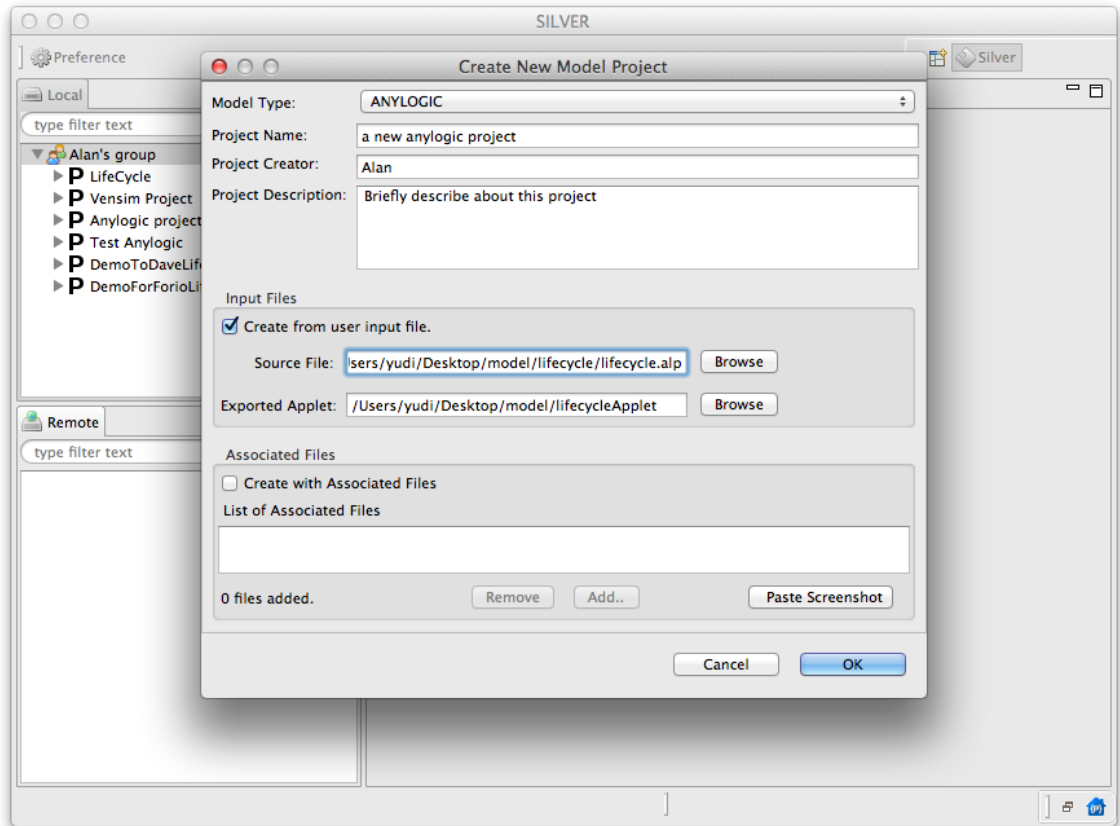 SILVER
Preference
Silver
Local
type filter text
Alan's group
P LifeCycle
P Vensim Project
P Anylogic project
P Test Anylogic
P DemoToDaveLif
P DemoForForioLi
Remote
type filter text
Create New Model Project
Model Type: ANYLOGIC
Project Name: a new anylogic project
Project Creator: Alan
Project Description: Briefly describe about this project
Input Files
Create from user input file.
Source File: sers/yudi/Desktop/model/lifecycle/lifecycle.alp Browse
Exported Applet: /Users/yudi/Desktop/model/lifecycleApplet Browse
Associated Files
Create with Associated Files
List of Associated Files
0 files added. Remove Add.. Paste Screenshot
Cancel OK